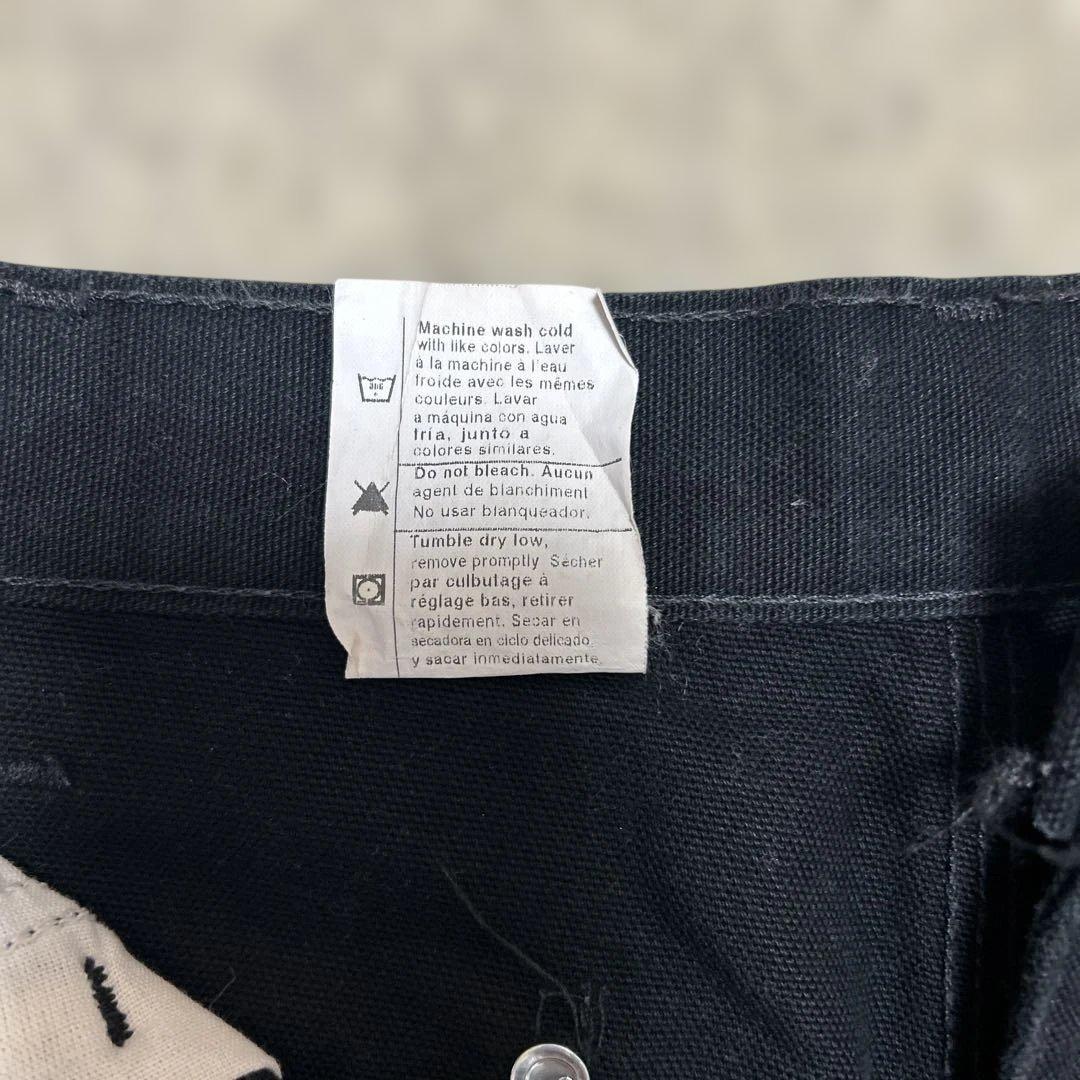 Machine wash cold
with like colors. Laver
à la machine à l'eau
froide avec les mêmes
couleurs. Lavar
a máquina con agua
fría, junto a
colores similares.
Do not bleach. Aucun
agent de blanchiment
No usar blanqueador.
Tumble dry low,
remove promptly Sécher
par culbutage à
réglage bas, retirer
rapidement. Secar en
secadora en ciclo delicado
y sacar inmediatamente